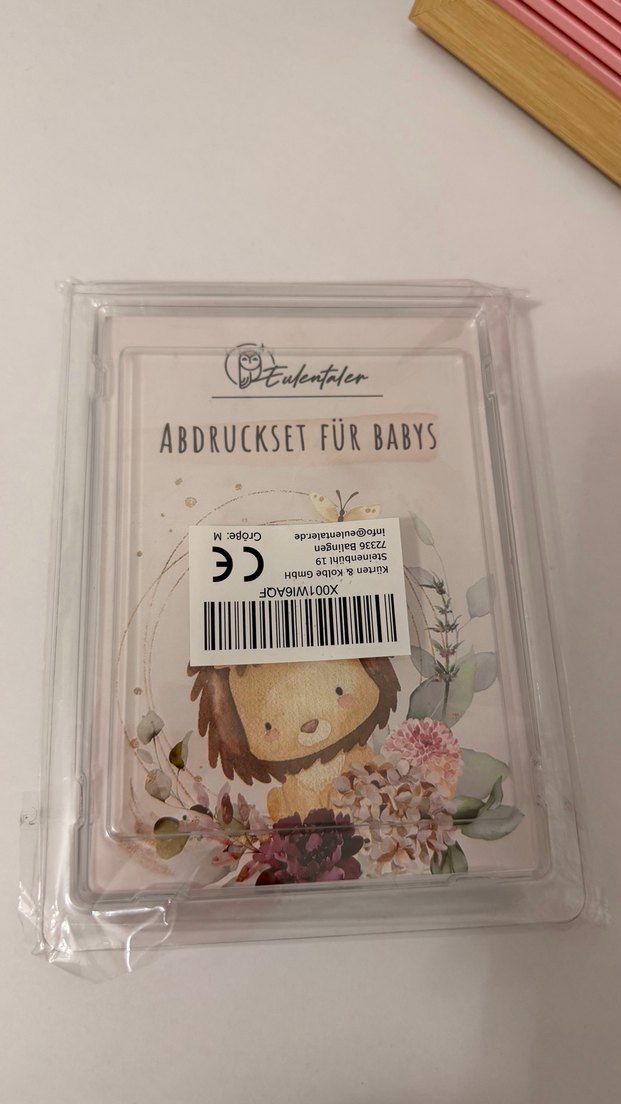 Eulentaler
ABDRUCKSET FÜR BABYS
X001WI6AQF
Kürten & Kolbe GmbH
Steinenbühl 19
72336 Balingen
info@eulentaler.de
CE
Größe: M